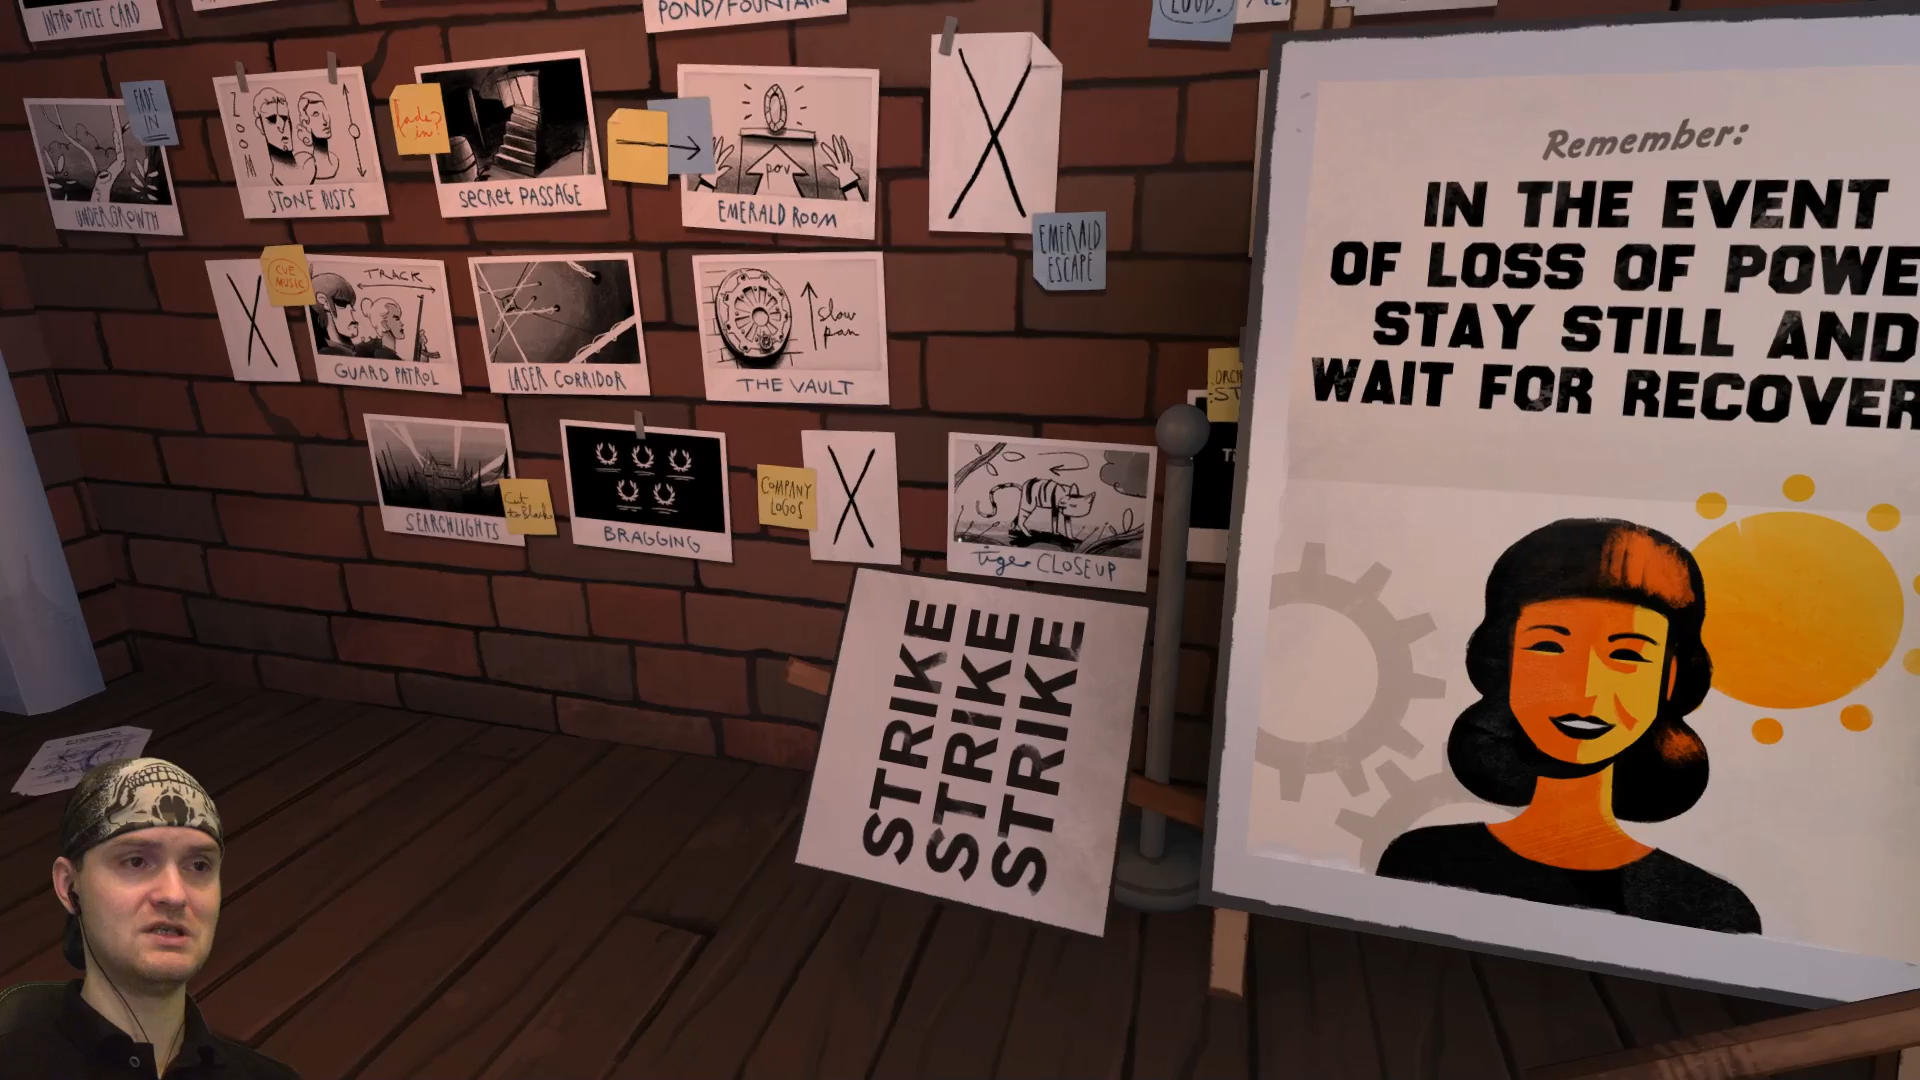 INTRO TITLE CARD
POND/FOUNTAIN
LOUD!
FADE
IN
UNDERGROWTH
ZOOM
STONE BUSTS
fade?
in!
SECRET PASSAGE
POV
EMERALD ROOM
EMERALD
ESCAPE
CUE
MUSIC
TRACK
GUARD PATROL
LASER CORRIDOR
slow
pan
THE VAULT
SEARCHLIGHTS
Cut
to Black
BRAGGING
COMPANY
LOGOS
tiger CLOSEUP
STRIKE
STRIKE
STRIKE
Remember:
IN THE EVENT
OF LOSS OF POWE
STAY STILL AND
WAIT FOR RECOVER